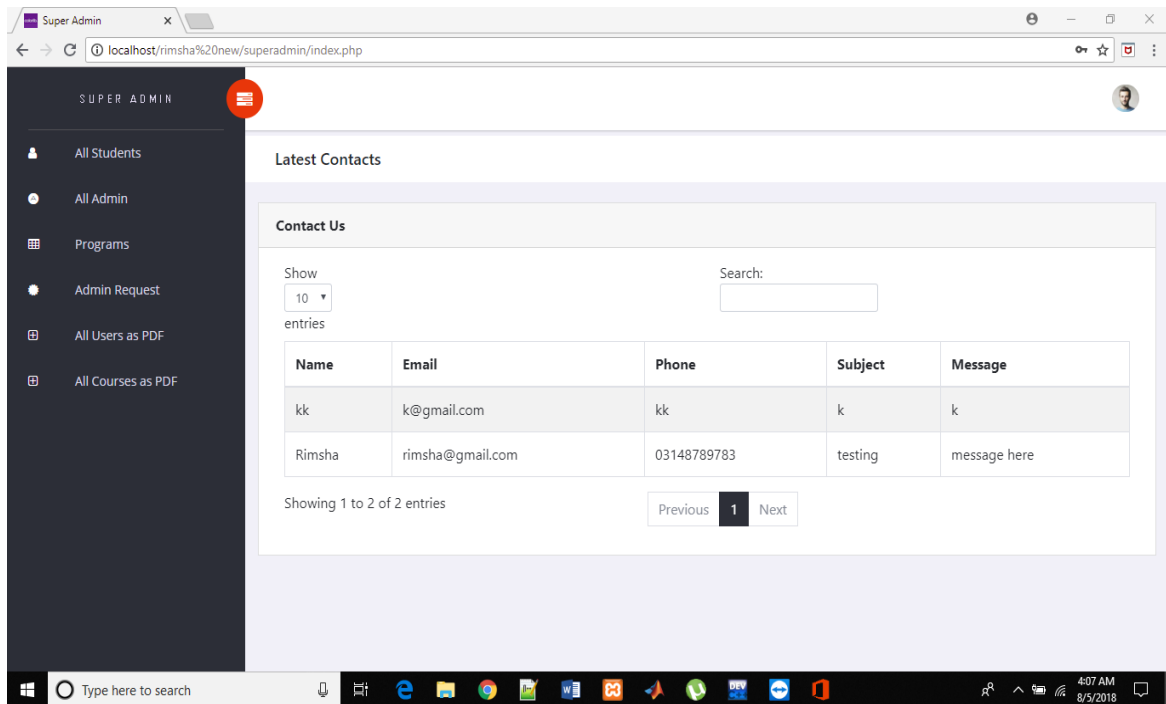 Super Admin
localhost/rimsha%20new/superadmin/index.php
SUPER ADMIN
All Students
All Admin
Programs
Admin Request
All Users as PDF
All Courses as PDF
Latest Contacts
Contact Us
Show
10
entries
Search:
Name Email Phone Subject Message
kk k@gmail.com kk k k
Rimsha rimsha@gmail.com 03148789783 testing message here
Showing 1 to 2 of 2 entries
Previous 1 Next
Type here to search
DEV
4:07 AM
8/5/2018